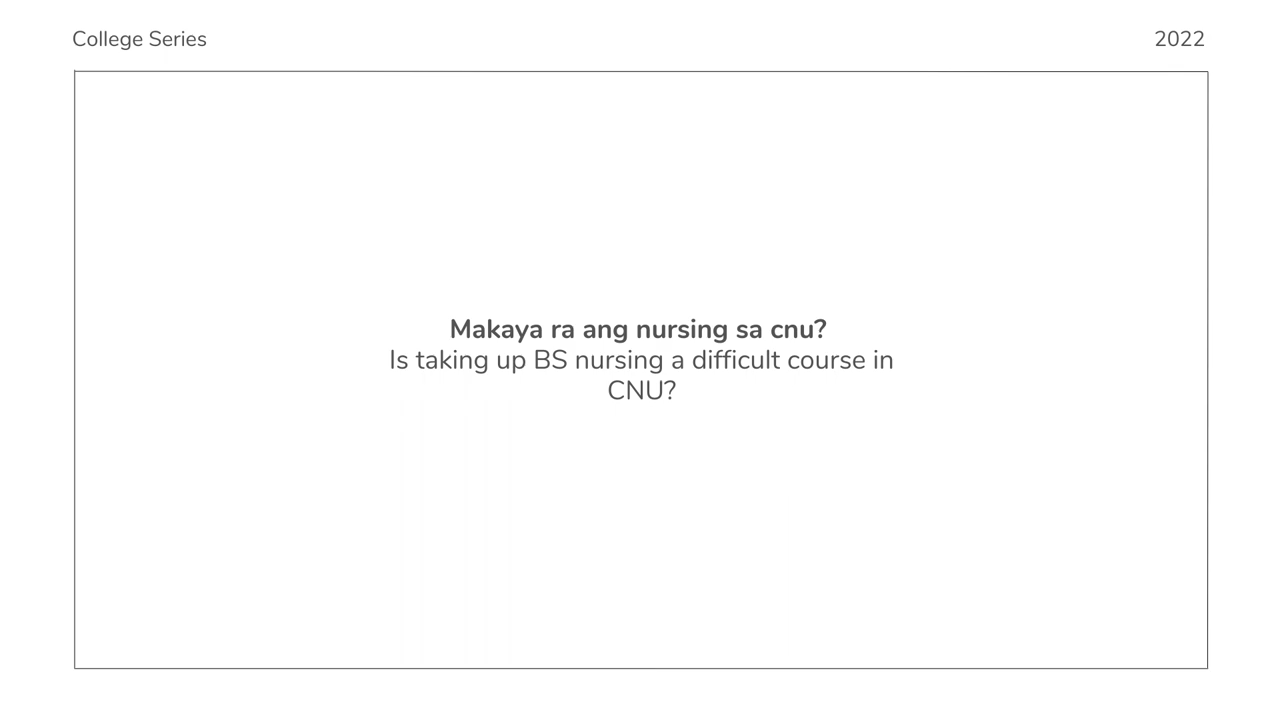 College Series
2022
Makaya ra ang nursing sa cnu?
Is taking up BS nursing a difficult course in
CNU?